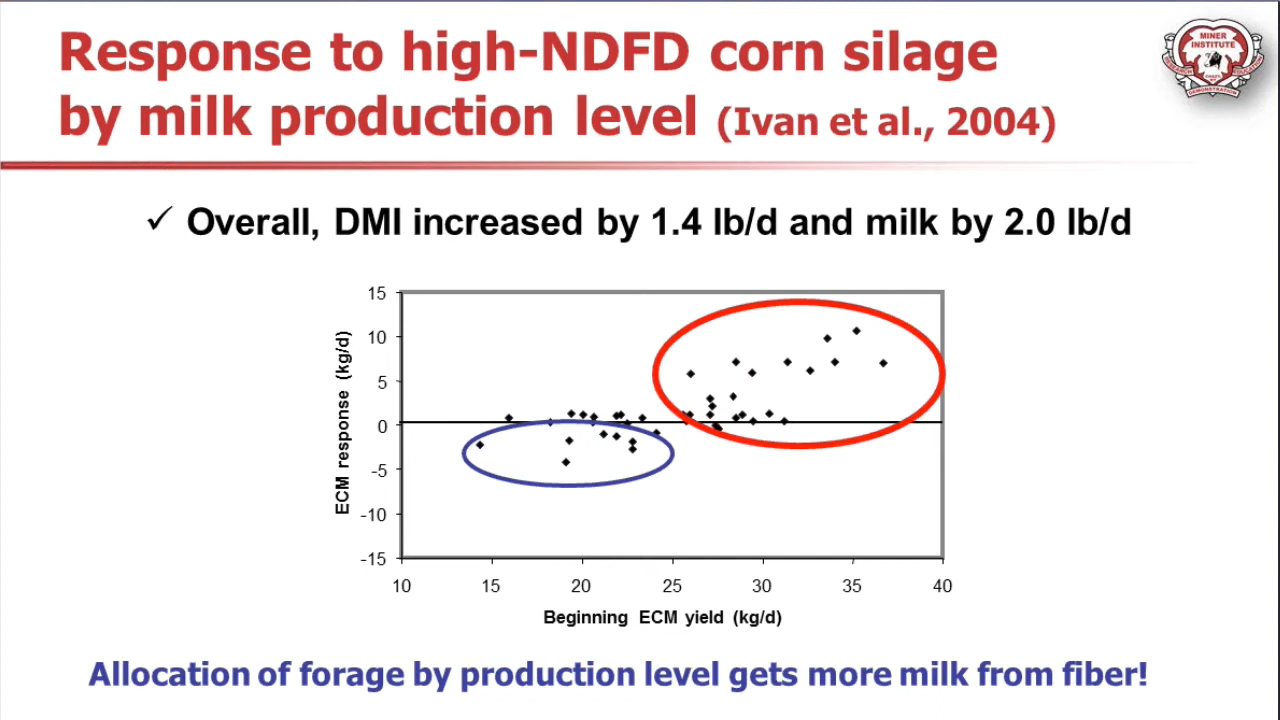 Response to high-NDFD corn silage
by milk production level (Ivan et al., 2004)
MINER
INSTITUTE
DEMONSTRATION
✓ Overall, DMI increased by 1.4 lb/d and milk by 2.0 lb/d
15
10
5
0
-5
-10
-15
ECM response (kg/d)
10 15 20 25 30 35 40
Beginning ECM yield (kg/d)
Allocation of forage by production level gets more milk from fiber!